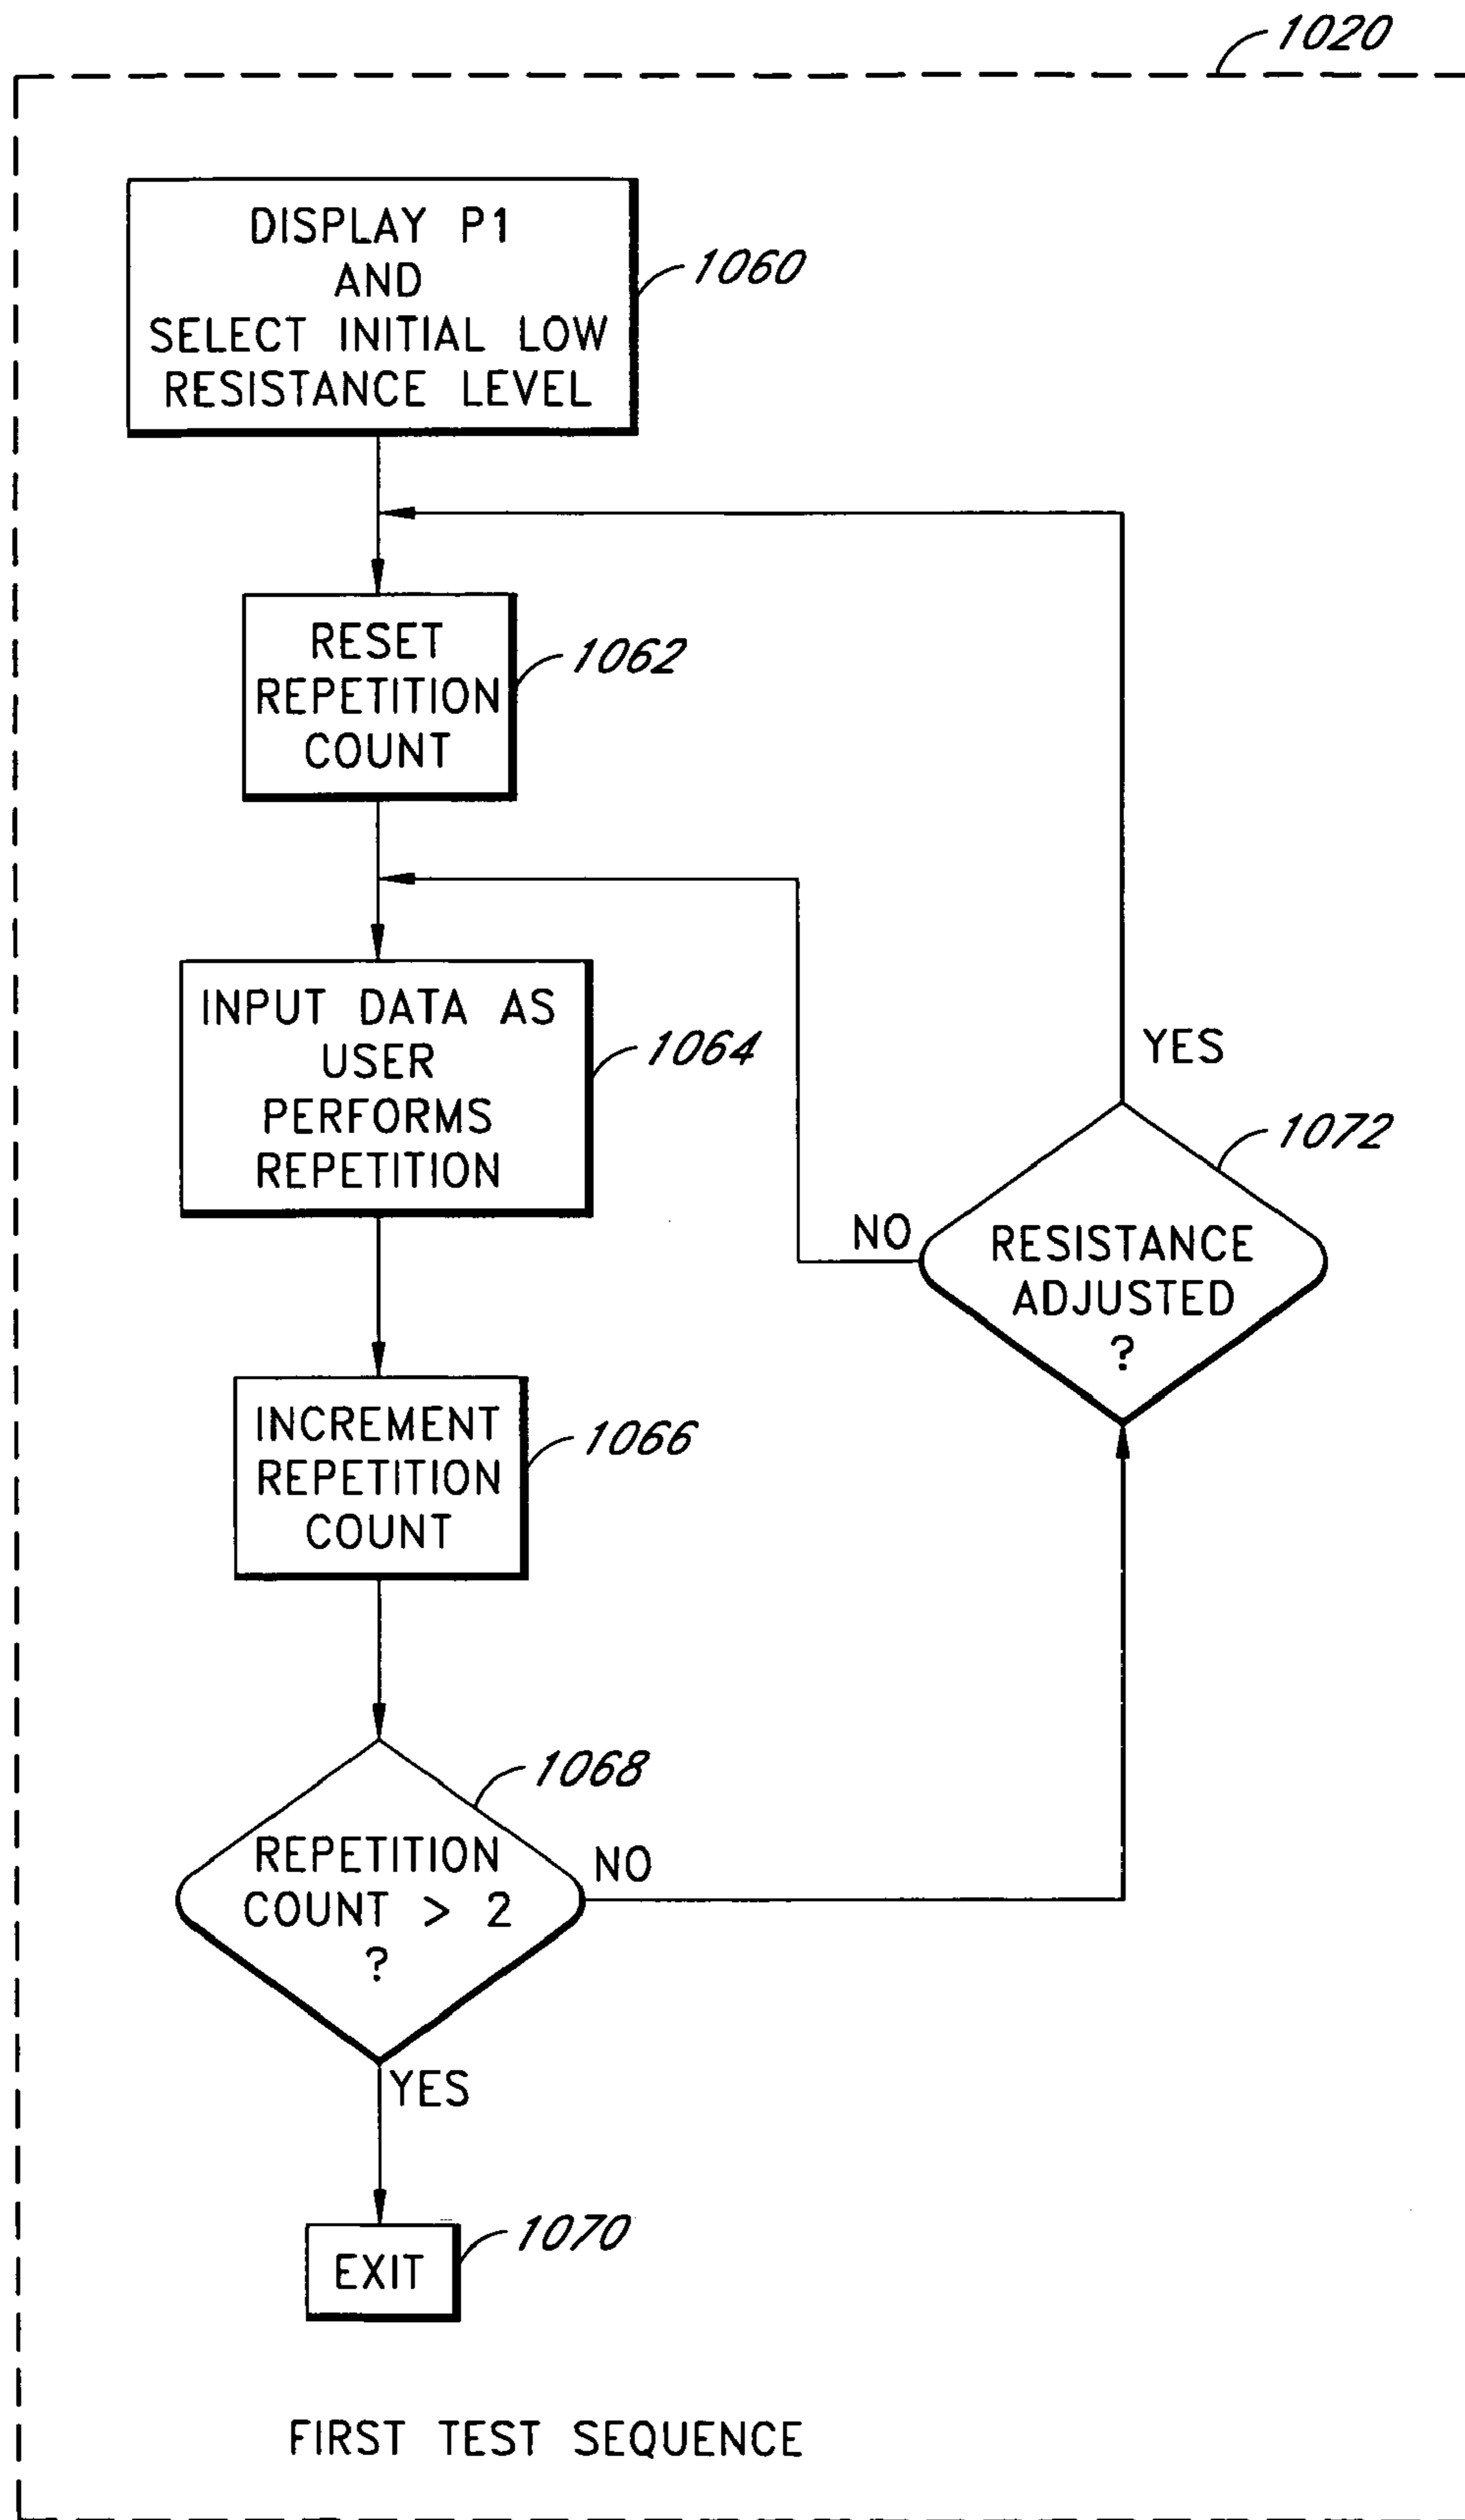 1020
DISPLAY P1
AND
SELECT INITIAL LOW
RESISTANCE LEVEL
1060
RESET
REPETITION
COUNT
1062
INPUT DATA AS
USER
PERFORMS
REPETITION
1064
YES
1072
NO
RESISTANCE
ADJUSTED
?
INCREMENT
REPETITION
COUNT
1066
1068
REPETITION
COUNT > 2
?
NO
YES
EXIT
1070
FIRST TEST SEQUENCE